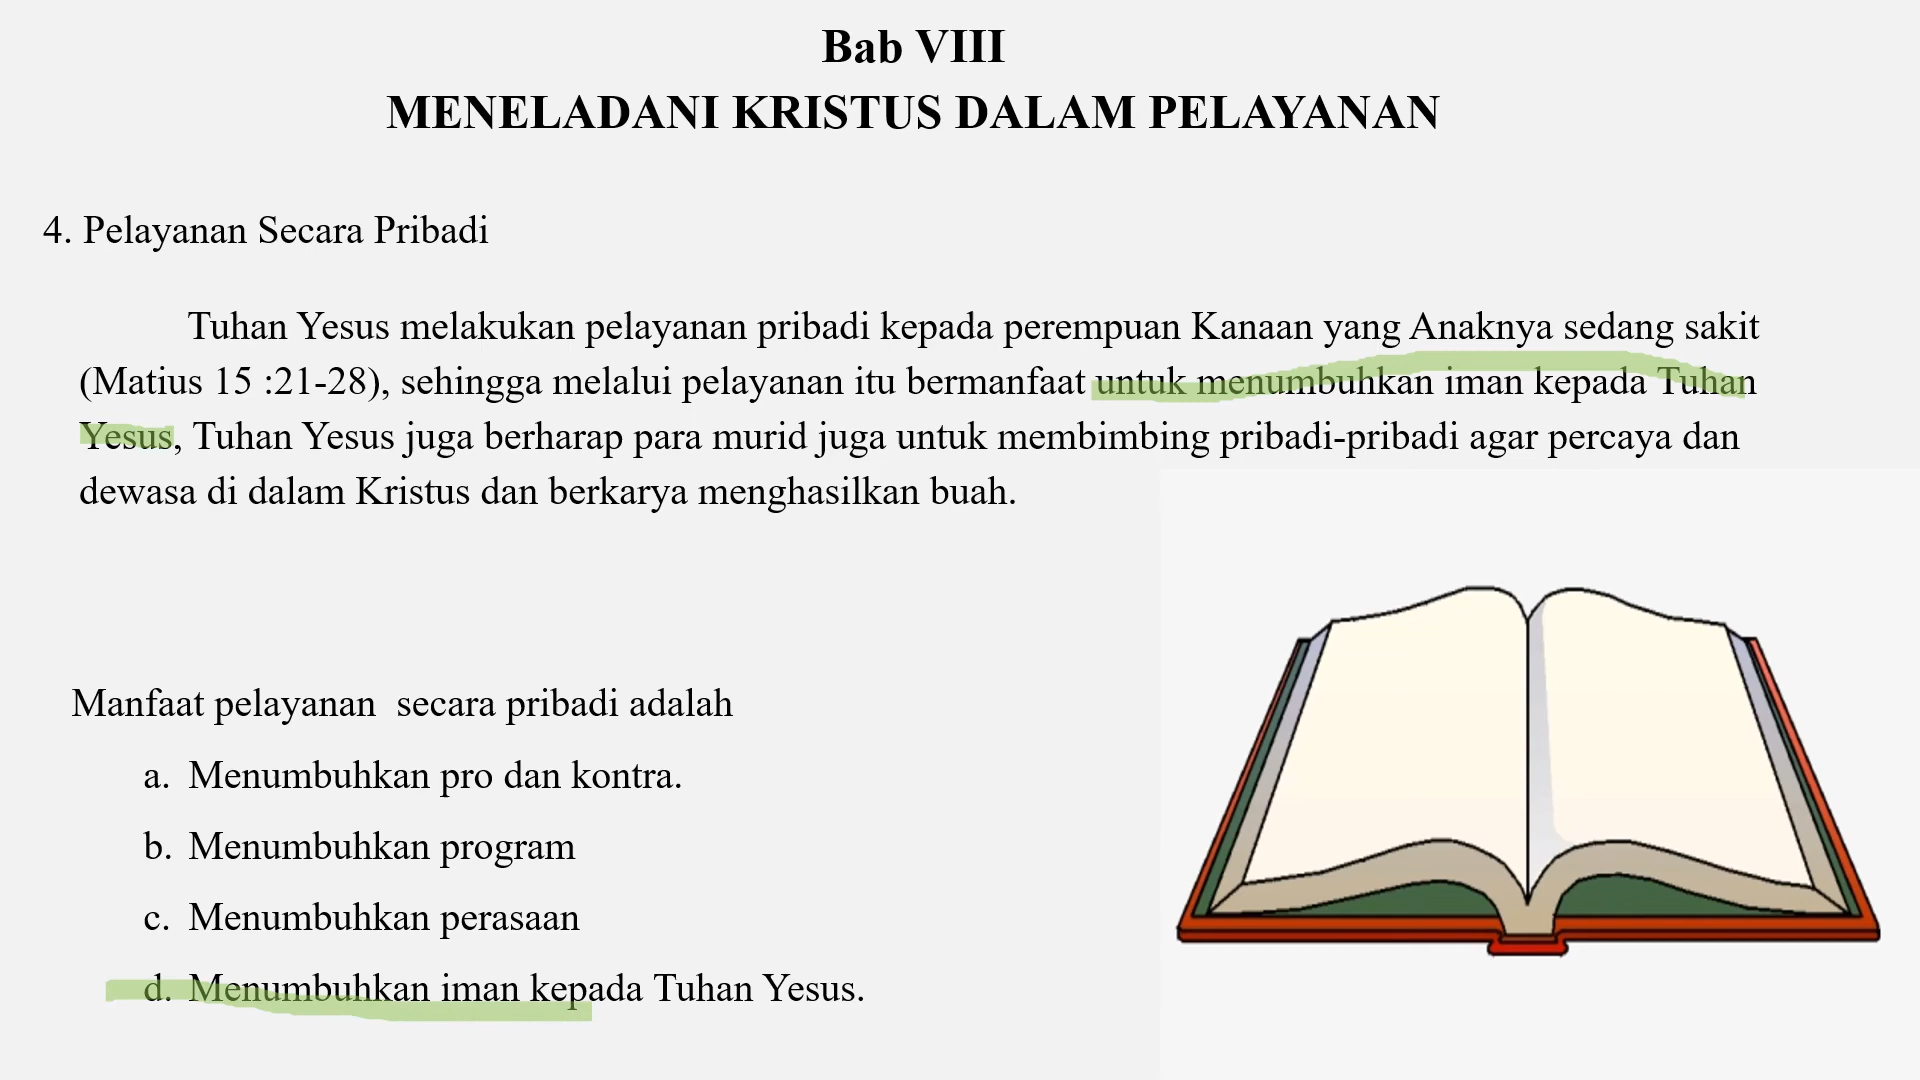 Bab VIII
MENELADANI KRISTUS DALAM PELAYANAN
4. Pelayanan Secara Pribadi
Tuhan Yesus melakukan pelayanan pribadi kepada perempuan Kanaan yang Anaknya sedang sakit
(Matius 15 :21-28), sehingga melalui pelayanan itu bermanfaat untuk menumbuhkan iman kepada Tuhan
Yesus, Tuhan Yesus juga berharap para murid juga untuk membimbing pribadi-pribadi agar percaya dan
dewasa di dalam Kristus dan berkarya menghasilkan buah.
Manfaat pelayanan  secara pribadi adalah
a. Menumbuhkan pro dan kontra.
b. Menumbuhkan program
c. Menumbuhkan perasaan
d. Menumbuhkan iman kepada Tuhan Yesus.